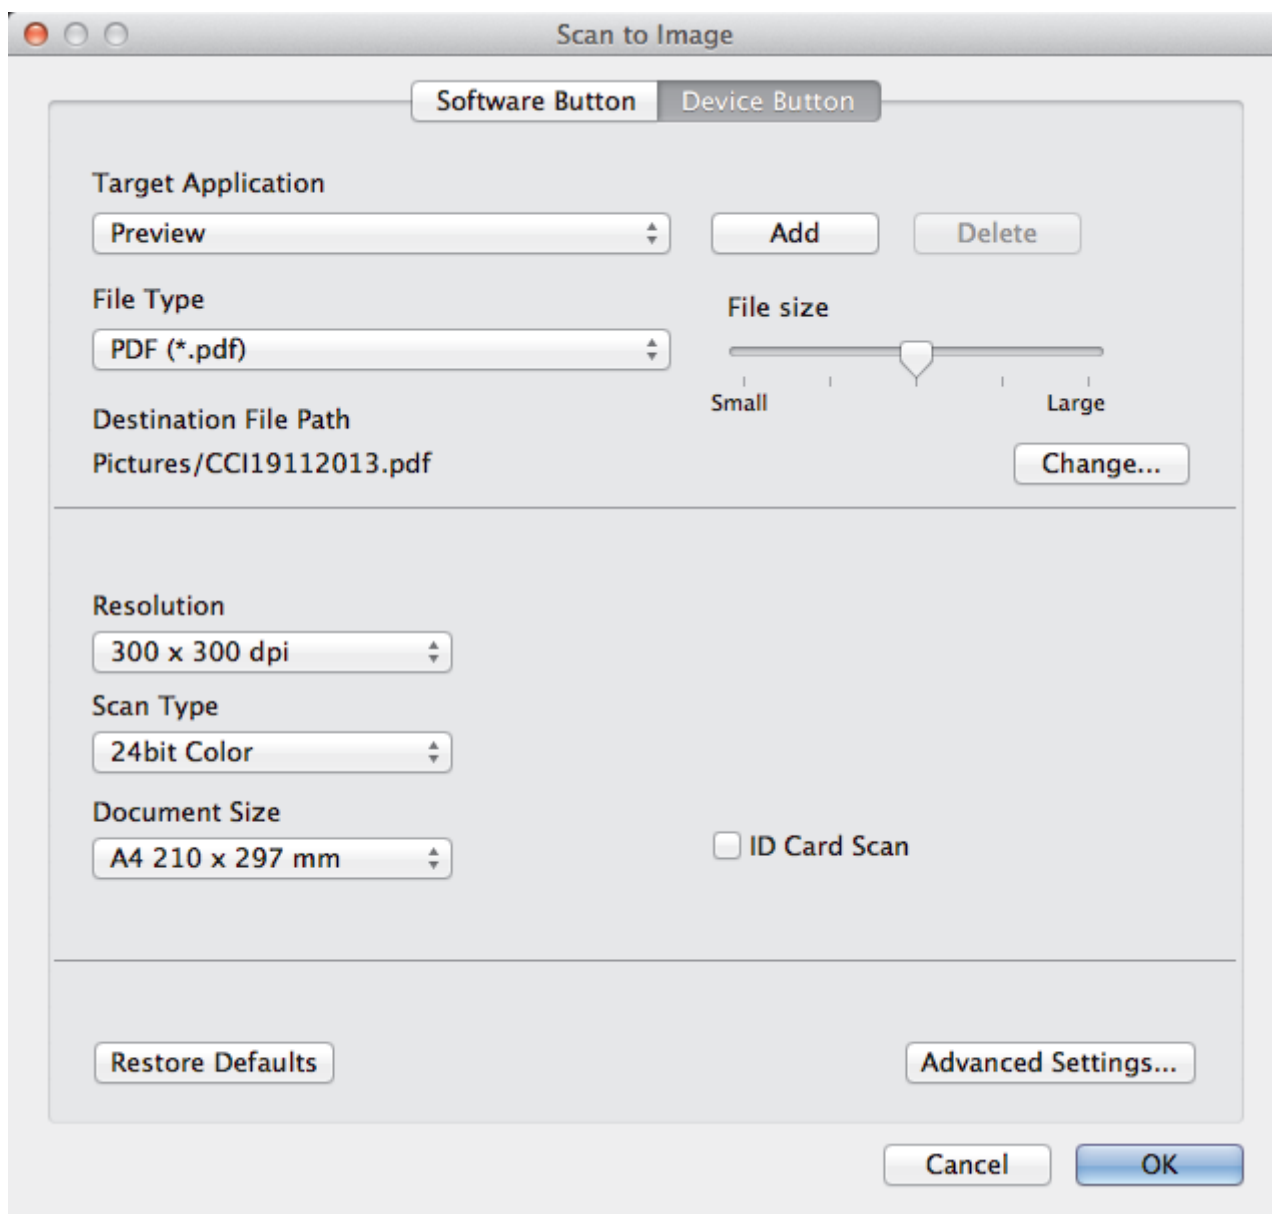 Scan to Image
Software Button
Device Button
Target Application
Preview
Add
Delete
File Type
File size
PDF (*.pdf)
Small
Large
Destination File Path
Pictures/CCI19112013.pdf
Change...
Resolution
300 x 300 dpi
Scan Type
24bit Color
Document Size
A4 210 x 297 mm
ID Card Scan
Restore Defaults
Advanced Settings...
Cancel
OK